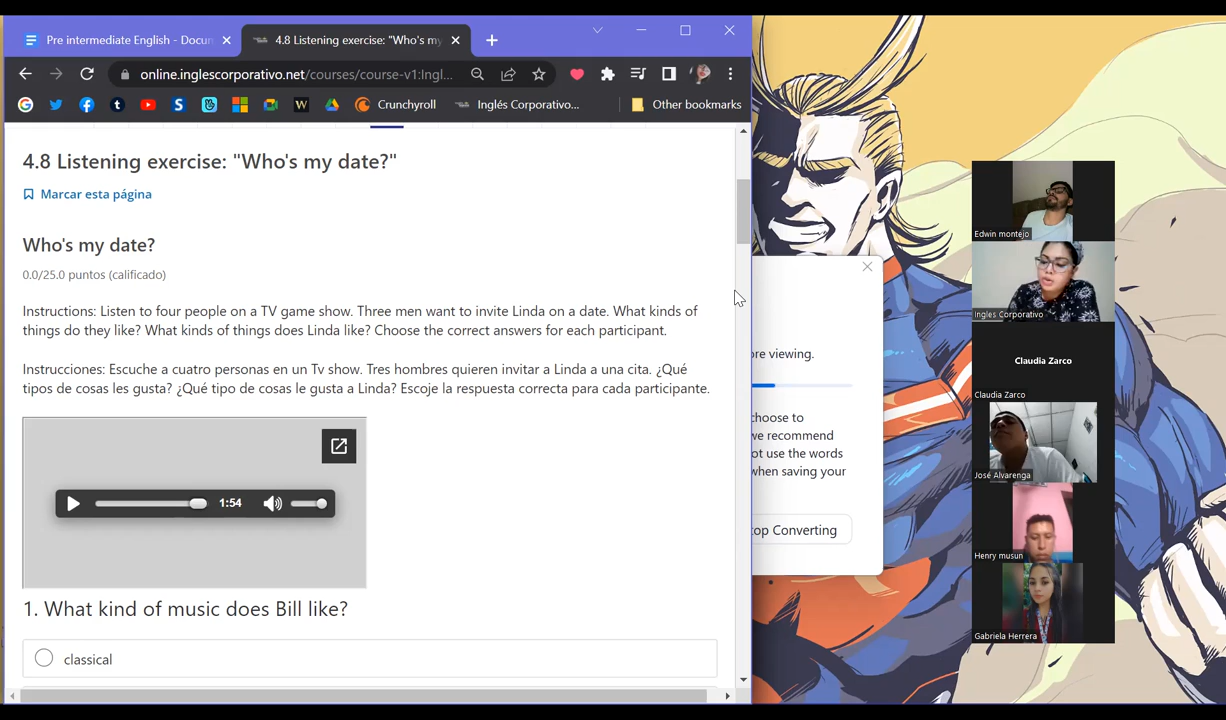 Pre intermediate English - Docum
4.8 Listening exercise: "Who's my
online.inglescorporativo.net/courses/course-v1:Ingl...
Crunchyroll
Inglés Corporativo...
Other bookmarks
4.8 Listening exercise: "Who's my date?"
Marcar esta página
Who's my date?
0.0/25.0 puntos (calificado)
Instructions: Listen to four people on a TV game show. Three men want to invite Linda on a date. What kinds of
things do they like? What kinds of things does Linda like? Choose the correct answers for each participant.
Instrucciones: Escuche a cuatro personas en un Tv show. Tres hombres quieren invitar a Linda a una cita. ¿Qué
tipos de cosas les gusta? ¿Qué tipo de cosas le gusta a Linda? Escoje la respuesta correcta para cada participante.
1:54
1. What kind of music does Bill like?
classical
ore viewing.
choose to
we recommend
ot use the words
when saving your
top Converting
Edwin montejo
Ingles Corporativo
Claudia Zarco
Claudia Zarco
José Alvarenga
Henry musun
Gabriela Herrera